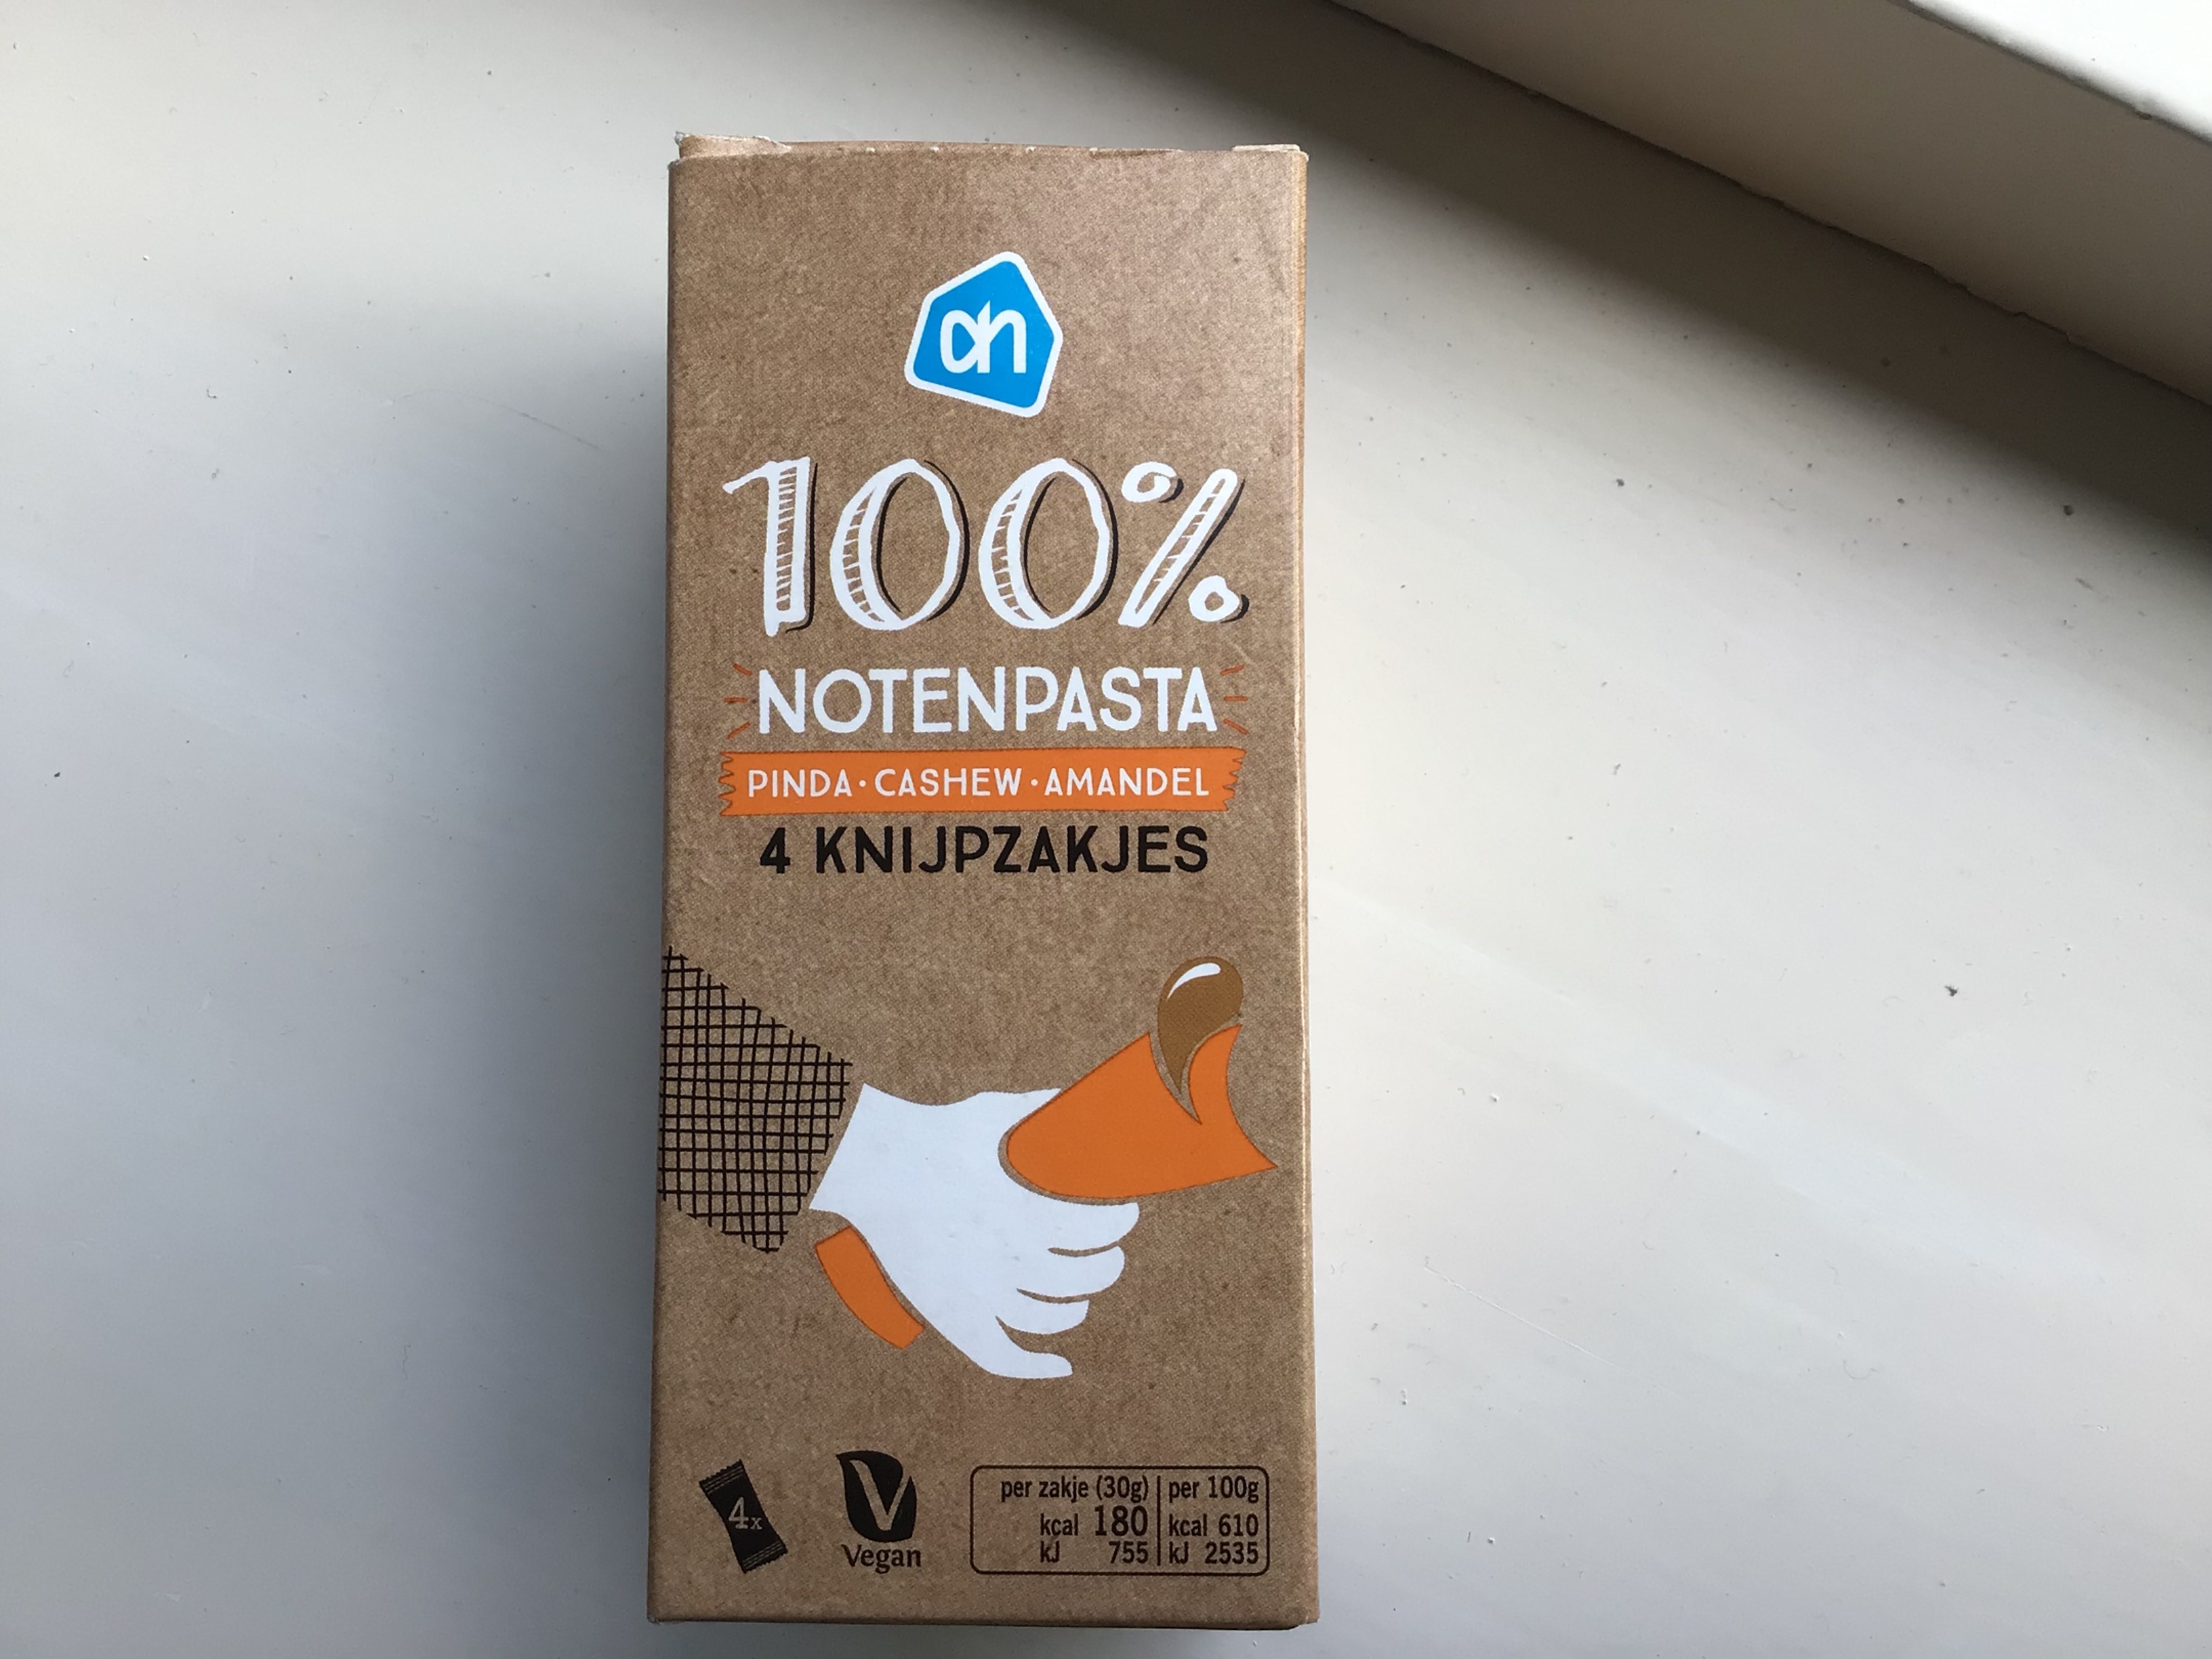 ah
100%
NOTENPASTA
PINDA · CASHEW · AMANDEL
4 KNIJPZAKJES
4x
V
Vegan
per zakje (30g) | per 100g
kcal 180 | kcal 610
kJ 755 | kJ 2535